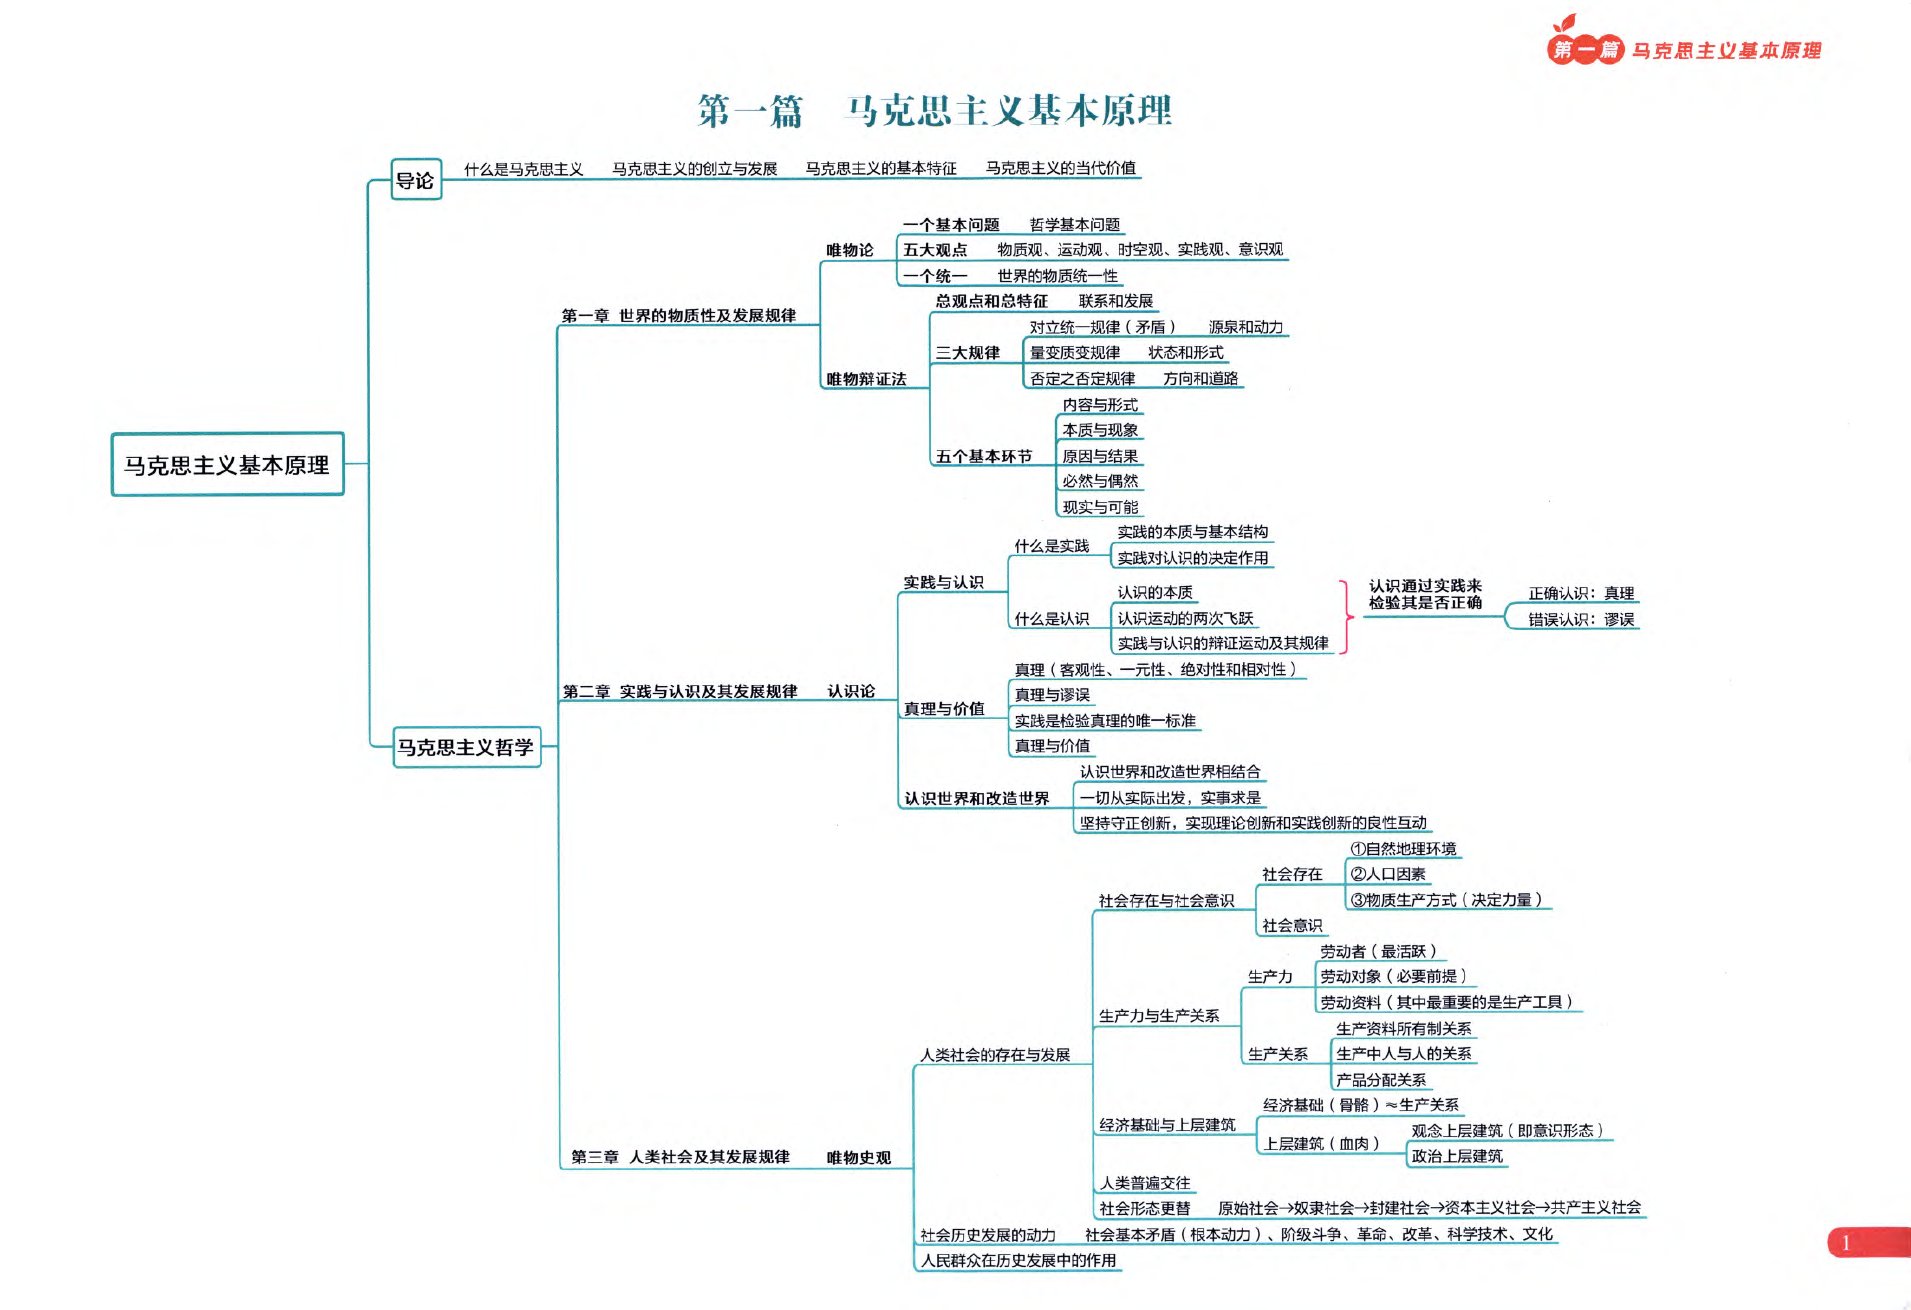 第一篇 马克思主义基本原理
第一篇 马克思主义基本原理
导论
什么是马克思主义 马克思主义的创立与发展 马克思主义的基本特征 马克思主义的当代价值
一个基本问题 哲学基本问题
唯物论
五大观点 物质观、运动观、时空观、实践观、意识观
一个统一 世界的物质统一性
总观点和总特征 联系和发展
第一章 世界的物质性及发展规律
对立统一规律（矛盾） 源泉和动力
三大规律
量变质变规律 状态和形式
唯物辩证法
否定之否定规律 方向和道路
内容与形式
本质与现象
五个基本环节
原因与结果
必然与偶然
现实与可能
马克思主义基本原理
实践的本质与基本结构
什么是实践
实践对认识的决定作用
实践与认识
认识的本质
什么是认识
认识运动的两次飞跃
实践与认识的辩证运动及其规律
认识通过实践来
检验其是否正确
正确认识：真理
错误认识：谬误
真理（客观性、一元性、绝对性和相对性）
第二章 实践与认识及其发展规律 认识论
真理与谬误
真理与价值
实践是检验真理的唯一标准
真理与价值
马克思主义哲学
认识世界和改造世界相结合
认识世界和改造世界
一切从实际出发，实事求是
坚持守正创新，实现理论创新和实践创新的良性互动
①自然地理环境
社会存在
②人口因素
③物质生产方式（决定力量）
社会存在与社会意识
社会意识
劳动者（最活跃）
生产力
劳动对象（必要前提）
劳动资料（其中最重要的是生产工具）
生产力与生产关系
生产资料所有制关系
生产关系
生产中人与人的关系
产品分配关系
人类社会的存在与发展
经济基础（骨骼）≈生产关系
经济基础与上层建筑
上层建筑（血肉）
观念上层建筑（即意识形态）
政治上层建筑
第三章 人类社会及其发展规律 唯物史观
人类普遍交往
社会形态更替 原始社会→奴隶社会→封建社会→资本主义社会→共产主义社会
社会历史发展的动力 社会基本矛盾（根本动力）、阶级斗争、革命、改革、科学技术、文化
人民群众在历史发展中的作用
1